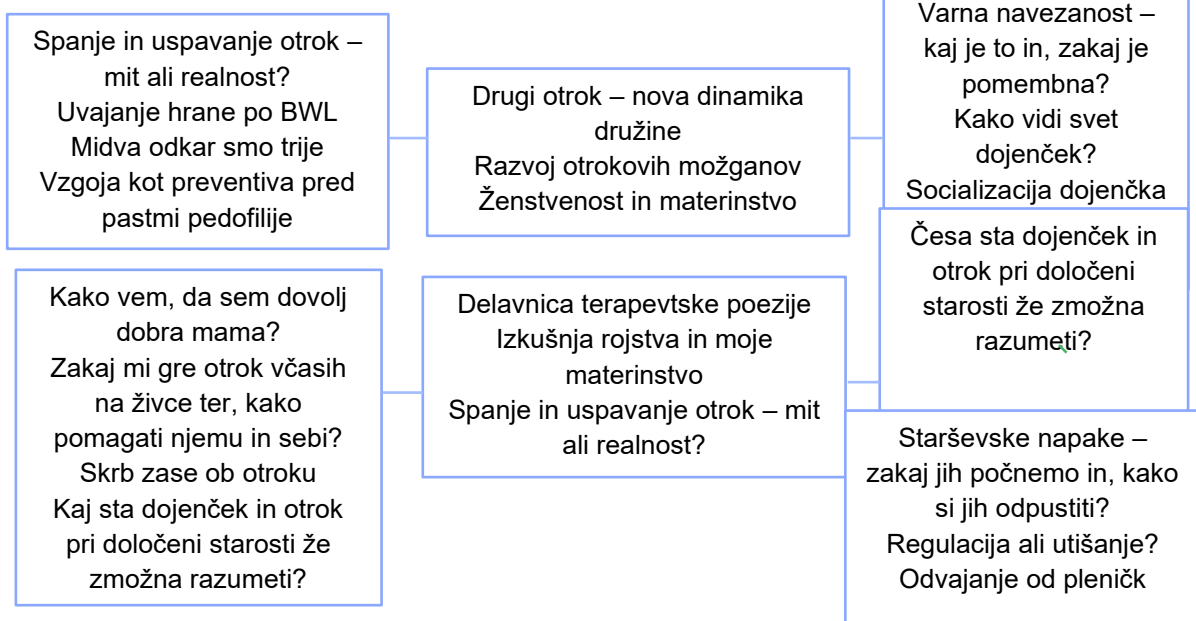 Spanje in uspavanje otrok –
mit ali realnost?
Uvajanje hrane po BWL
Midva odkar smo trije
Vzgoja kot preventiva pred
pastmi pedofilije
Drugi otrok – nova dinamika
družine
Razvoj otrokovih možganov
Ženstvenost in materinstvo
Varna navezanost –
kaj je to in, zakaj je
pomembna?
Kako vidi svet
dojenček?
Socializacija dojenčka
Kako vem, da sem dovolj
dobra mama?
Zakaj mi gre otrok včasih
na živce ter, kako
pomagati njemu in sebi?
Skrb zase ob otroku
Kaj sta dojenček in otrok
pri določeni starosti že
zmožna razumeti?
Delavnica terapevtske poezije
Izkušnja rojstva in moje
materinstvo
Spanje in uspavanje otrok – mit
ali realnost?
Česa sta dojenček in
otrok pri določeni
starosti že zmožna
razumeti?
Starševske napake –
zakaj jih počnemo in, kako
si jih odpustiti?
Regulacija ali utišanje?
Odvajanje od pleničk